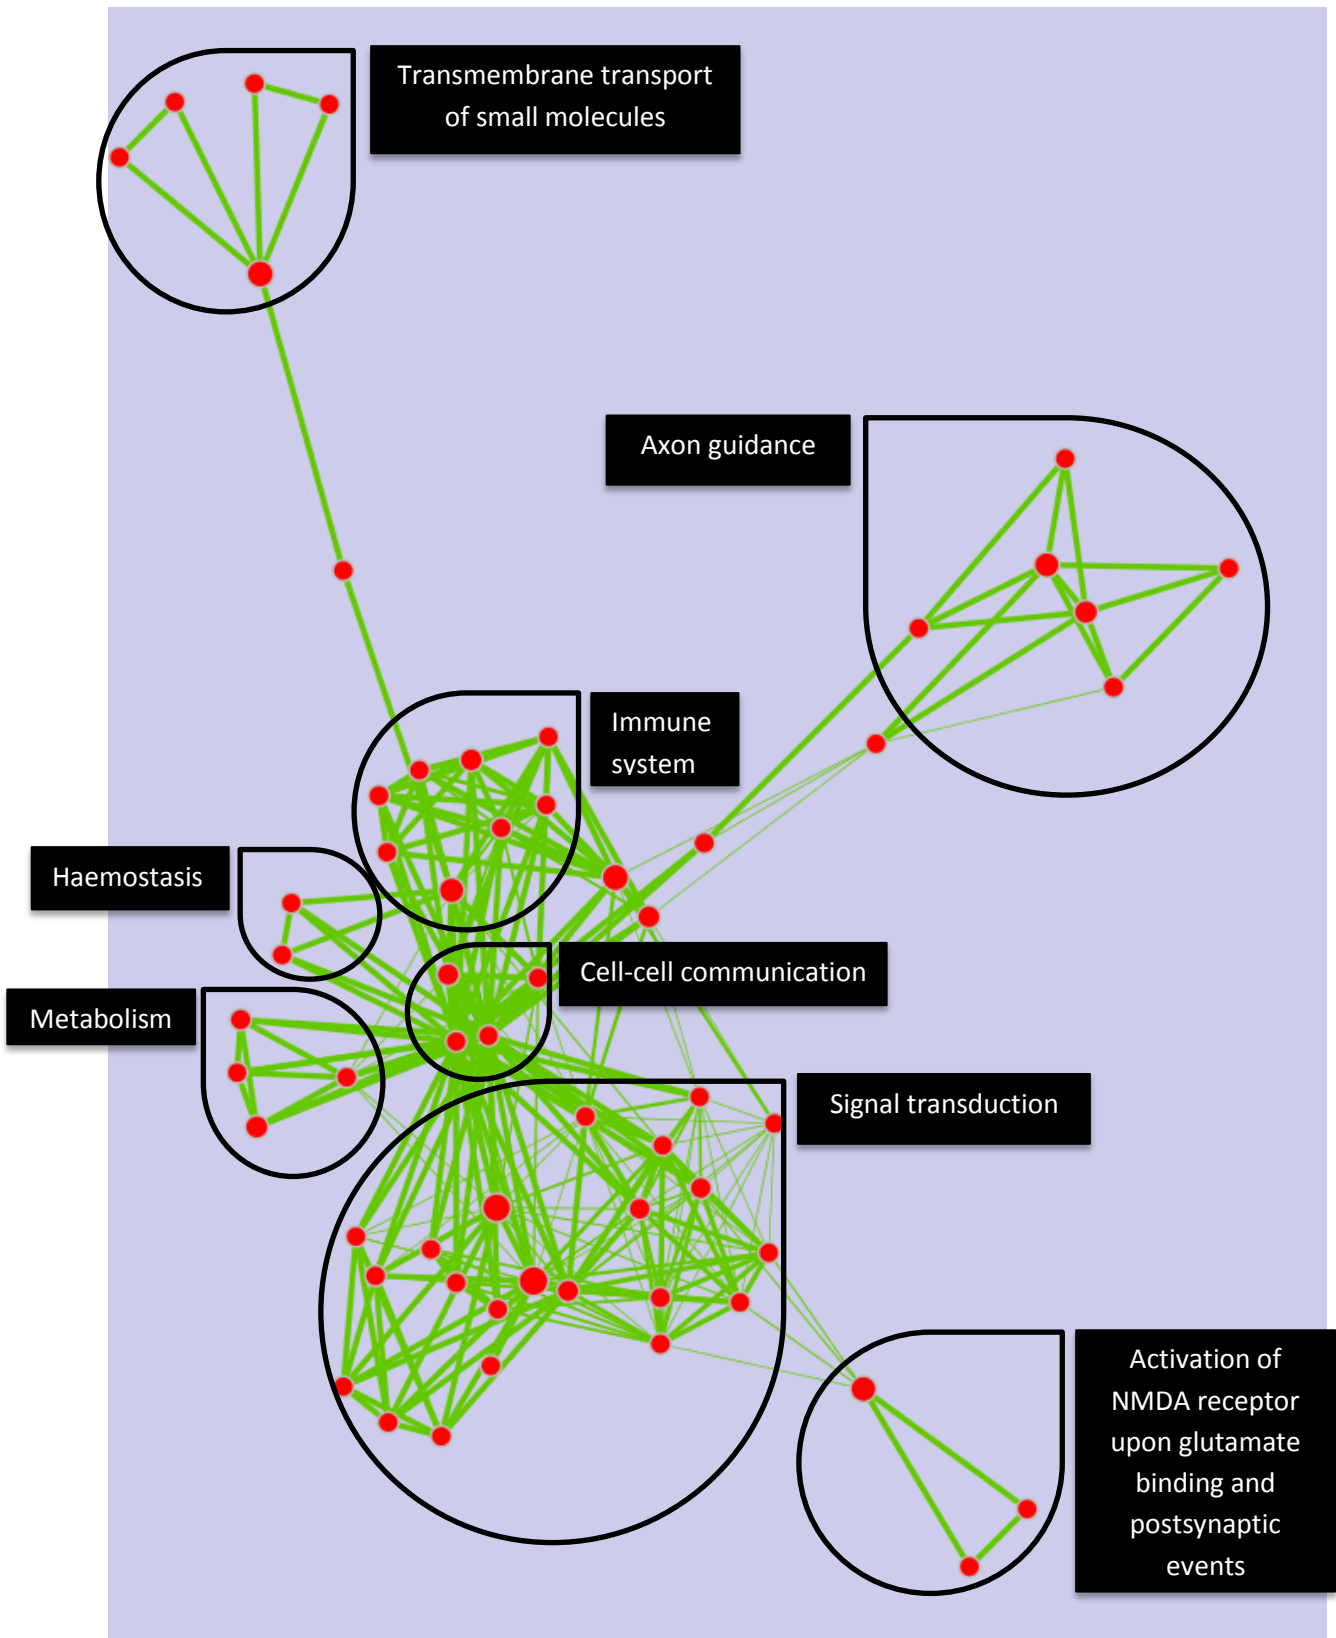 Transmembrane transport
of small molecules
Axon guidance
Immune
system
Haemostasis
Cell-cell communication
Metabolism
Signal transduction
Activation of
NMDA receptor
upon glutamate
binding and
postsynaptic
events